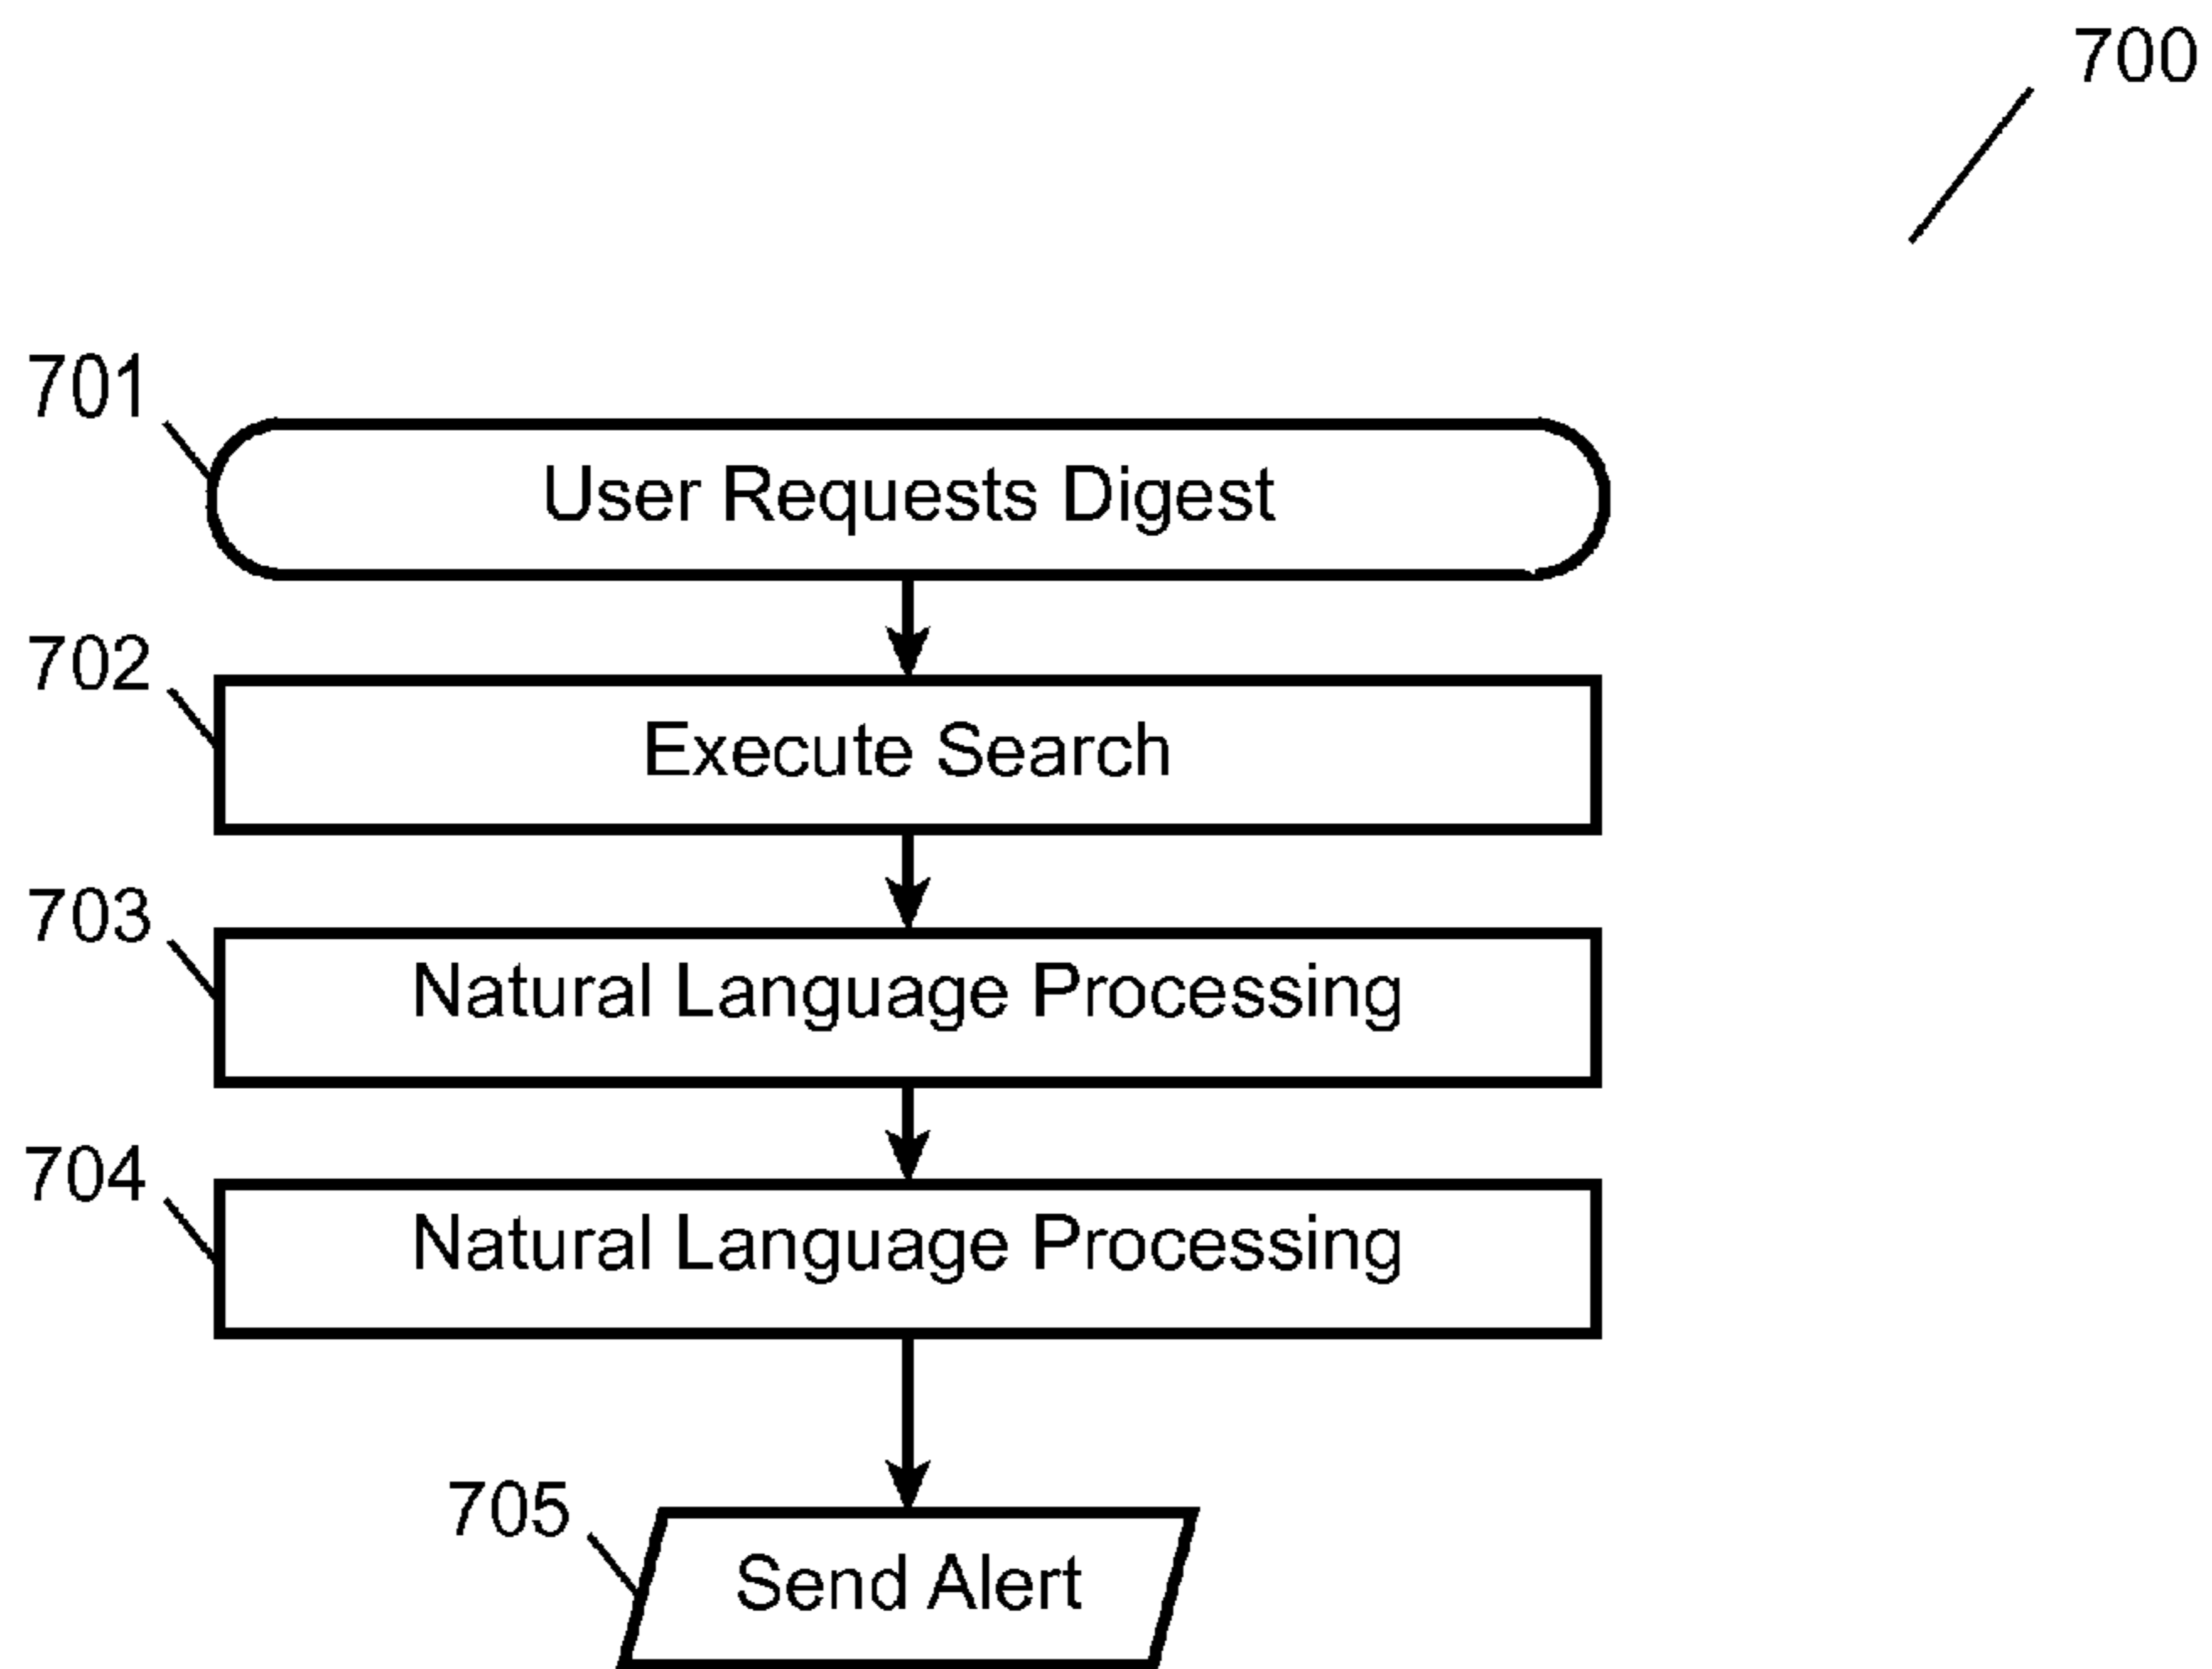 700
701
User Requests Digest
702
Execute Search
703
Natural Language Processing
704
Natural Language Processing
705
Send Alert